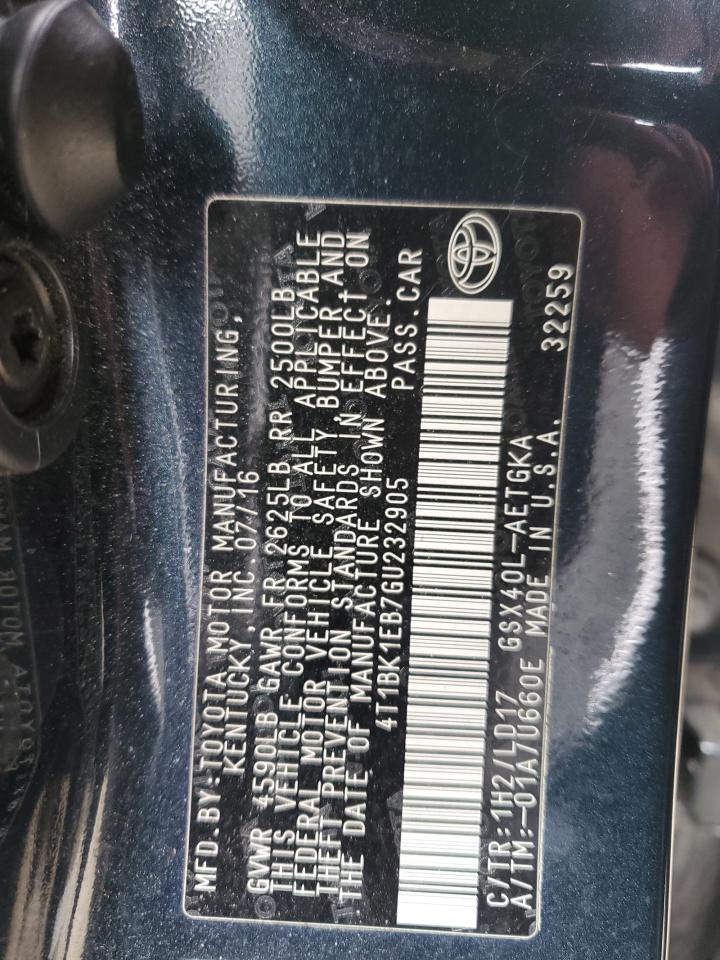 MFD.BY:TOYOTA MOTOR MANUFACTURING,
KENTUCKY, INC 07/16
GVWR 4590LB GAWR FR 2625LB RR 2500LB
THIS VEHICLE CONFORMS TO ALL APPLICABLE
FEDERAL MOTOR VEHICLE SAFETY, BUMPER,AND
THEFT PREVENTION STANDARDS IN EFFECT ON
THE DATE OF MANUFACTURE SHOWN ABOVE.
4T1BK1EB7GU232905 PASS.CAR
C/TR:1H2/LD17 GSX40L-AETGKA
A/TM:-01A/U660E MADE IN U.S.A. 32259